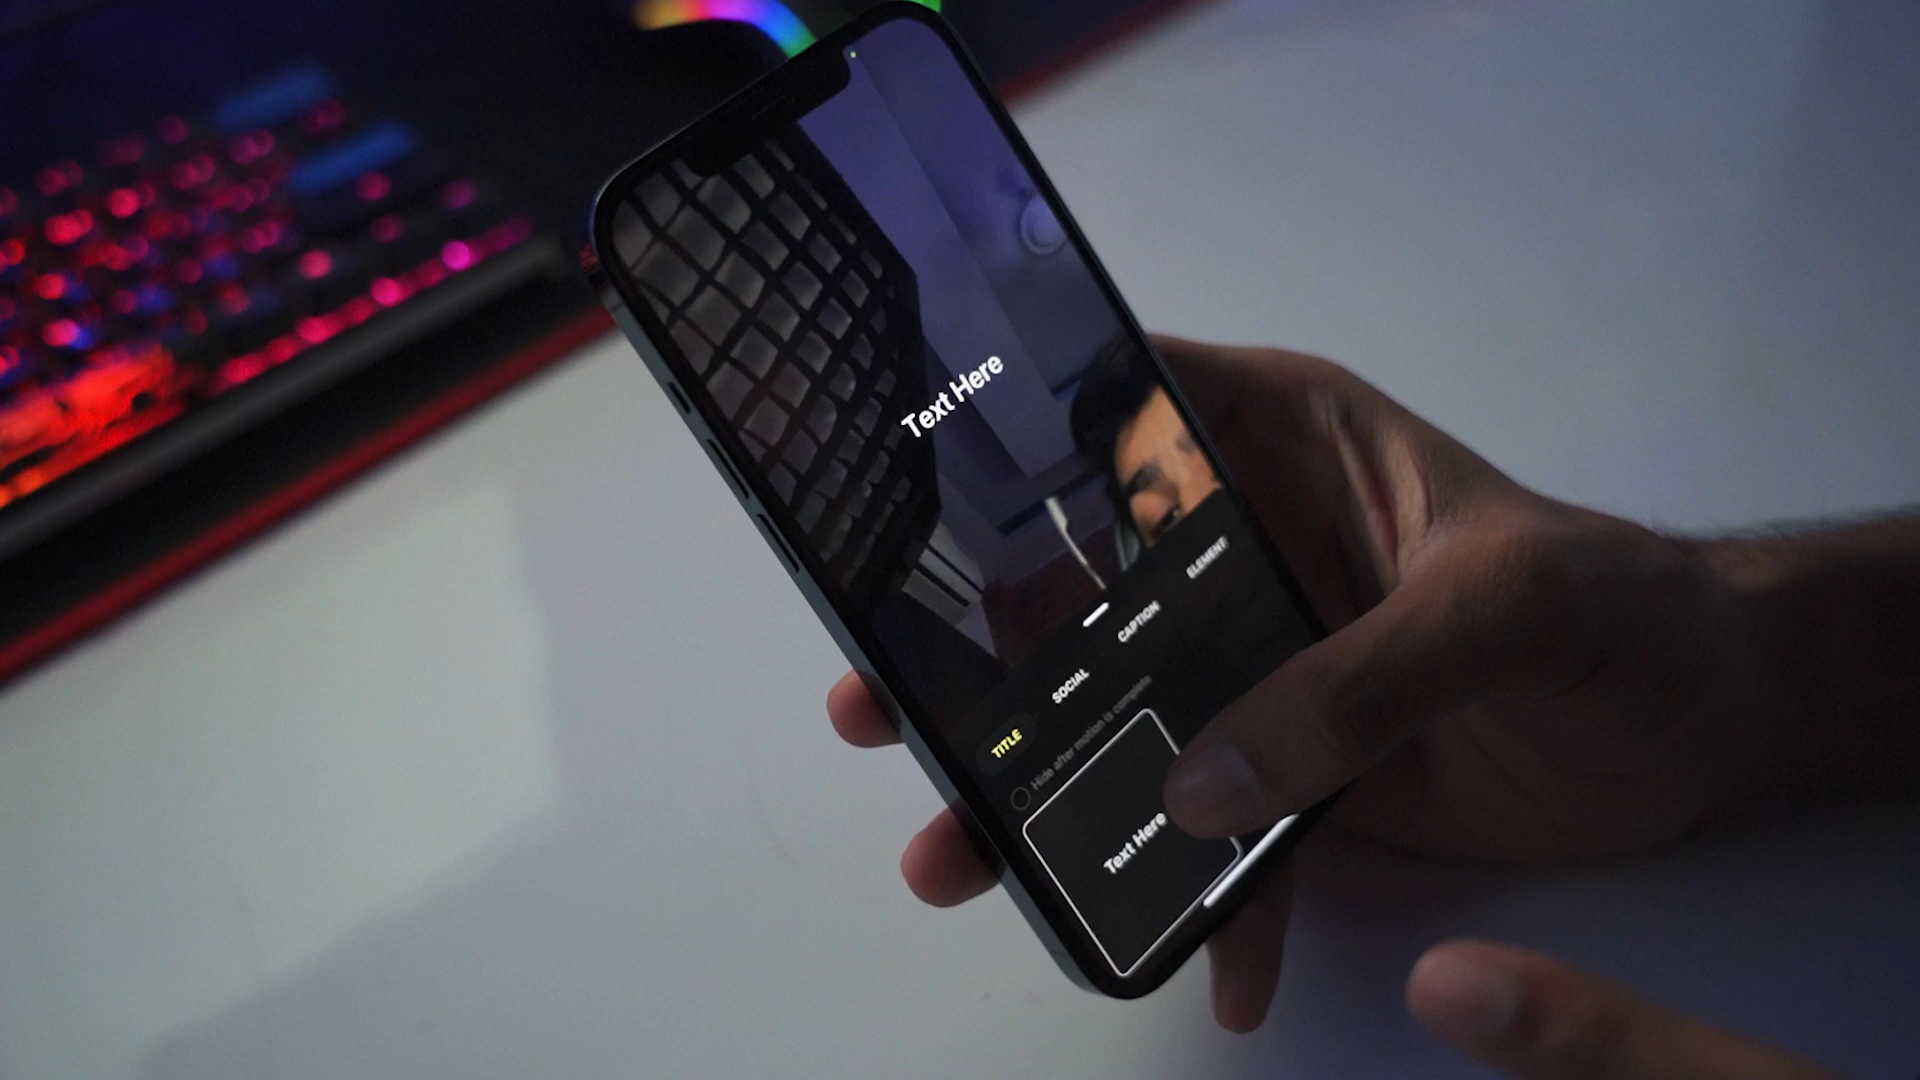 Text Here
ELEMENT
CAPTION
SOCIAL
TITLE
Hide after motion is complete
Text Here